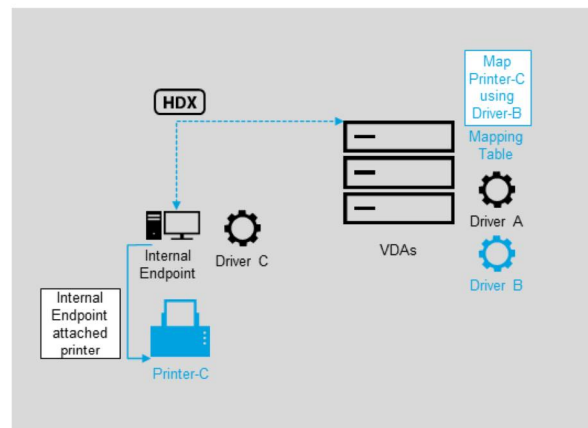 Map
Printer-C
using
Driver-B
Mapping
Table
HDX
Driver A
VDAs
Driver B
Internal
Endpoint
Driver C
Internal
Endpoint
attached
printer
Printer-C